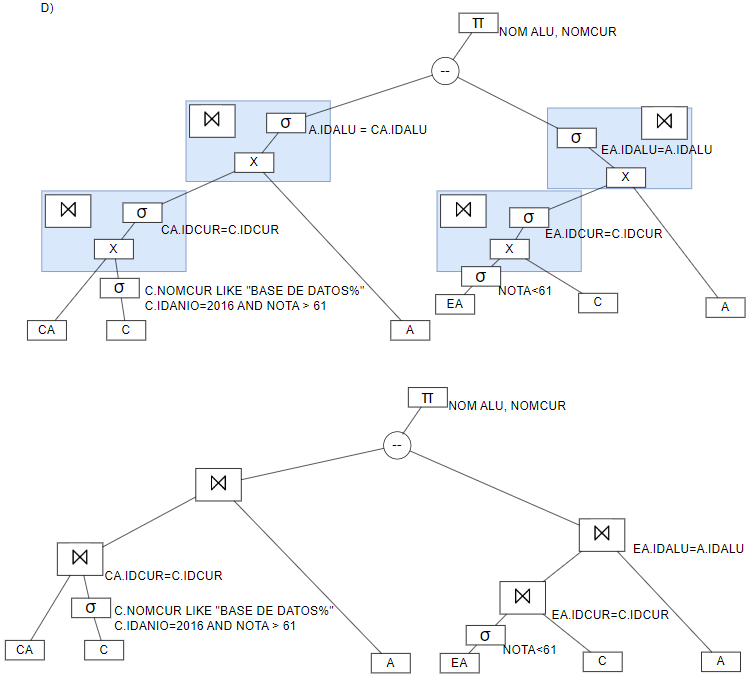 D)
π
NOM ALU, NOMCUR
--
⋈
σ
A.IDALU = CA.IDALU
X
σ
⋈
EA.IDALU=A.IDALU
X
⋈
σ
CA.IDCUR=C.IDCUR
X
⋈
σ
EA.IDCUR=C.IDCUR
X
σ
C.NOMCUR LIKE "BASE DE DATOS%"
C.IDANIO=2016 AND NOTA > 61
σ
NOTA<61
CA
C
A
EA
C
A
π
NOM ALU, NOMCUR
--
⋈
⋈
EA.IDALU=A.IDALU
⋈
CA.IDCUR=C.IDCUR
⋈
EA.IDCUR=C.IDCUR
σ
C.NOMCUR LIKE "BASE DE DATOS%"
C.IDANIO=2016 AND NOTA > 61
σ
NOTA<61
CA
C
A
EA
C
A